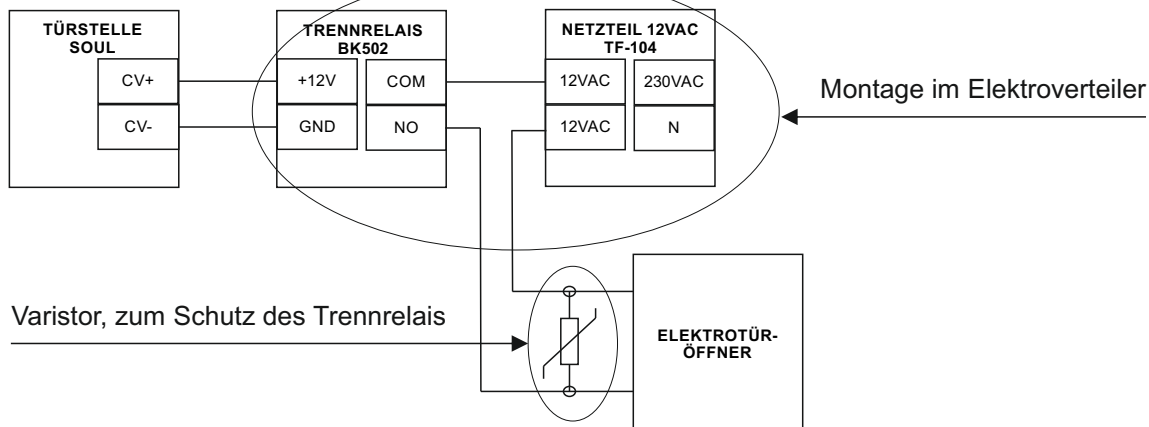 TÜRSTELLE
SOUL
CV+
CV-
TRENNRELAIS
BK502
+12V
COM
GND
NO
NETZTEIL 12VAC
TF-104
12VAC
230VAC
12VAC
N
Montage im Elektroverteiler
Varistor, zum Schutz des Trennrelais
ELEKTROTÜR-
ÖFFNER